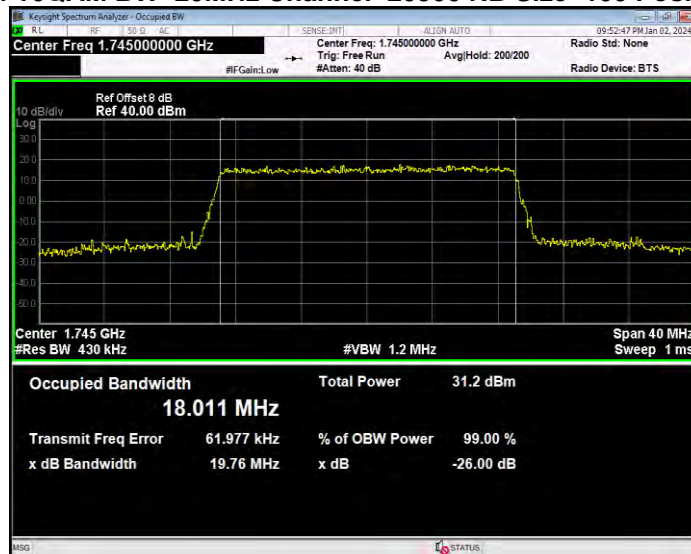 Keysight Spectrum Analyzer - Occupied BW
RL RF 50 Ω AC SENSE:INT ALIGN AUTO 09:52:47 PM Jan 02, 2024
Center Freq 1.745000000 GHz Center Freq: 1.745000000 GHz Radio Std: None
Trig: Free Run Avg|Hold: 200/200
#IFGain:Low #Atten: 40 dB Radio Device: BTS
Ref Offset 8 dB
10 dB/div Ref 40.00 dBm
Log
30.0
20.0
10.0
0.00
-10.0
-20.0
-30.0
-40.0
-50.0
Center 1.745 GHz Span 40 MHz
#Res BW 430 kHz #VBW 1.2 MHz Sweep 1 ms
Occupied Bandwidth Total Power 31.2 dBm
18.011 MHz
Transmit Freq Error 61.977 kHz % of OBW Power 99.00 %
x dB Bandwidth 19.76 MHz x dB -26.00 dB
MSG STATUS